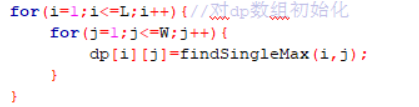 for(i=1;i<=L;i++){//对dp数组初始化
    for(j=1;j<=W;j++){
        dp[i][j]=findSingleMax(i,j);
    }
}